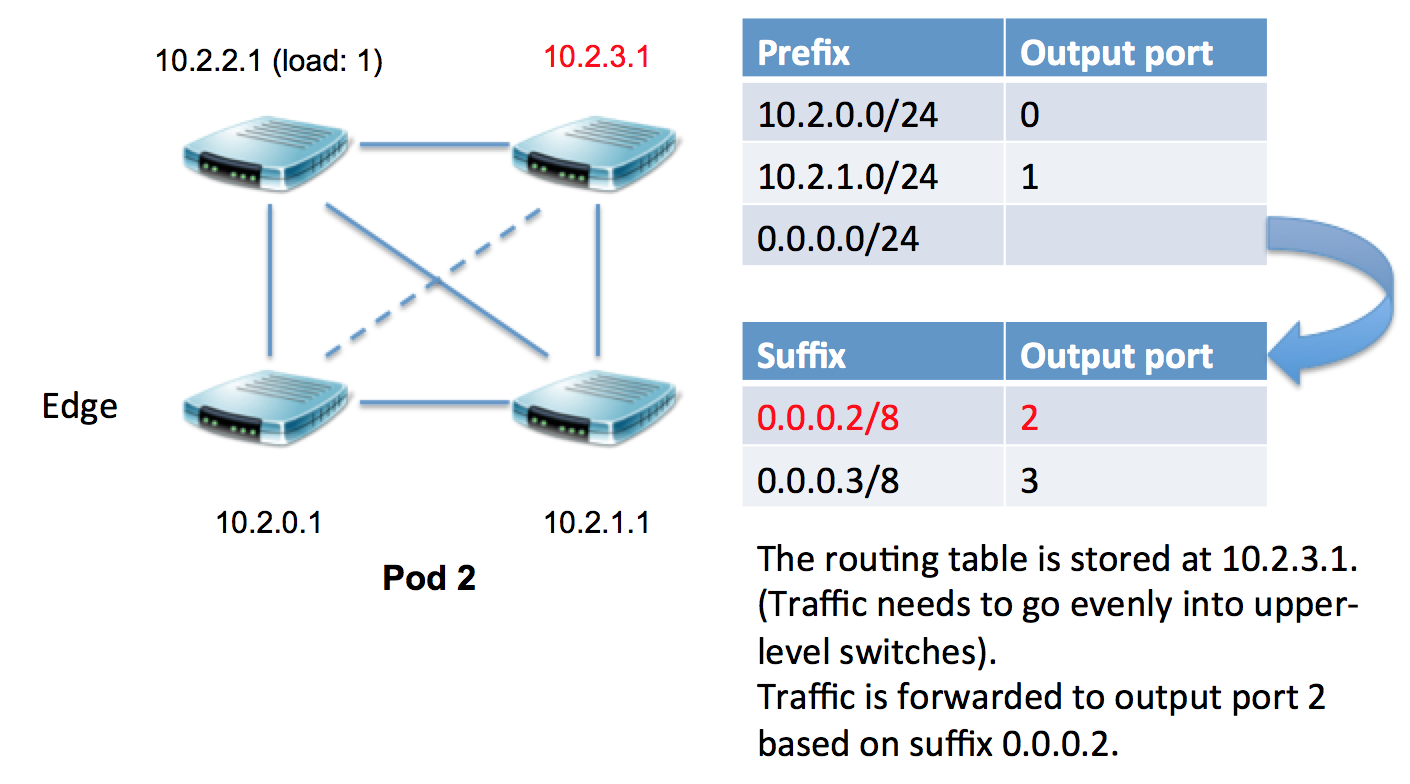 10.2.2.1 (load: 1)
10.2.3.1
Edge
10.2.0.1
10.2.1.1
Pod 2
Prefix Output port
10.2.0.0/24 0
10.2.1.0/24 1
0.0.0.0/24
Suffix Output port
0.0.0.2/8 2
0.0.0.3/8 3
The routing table is stored at 10.2.3.1.
(Traffic needs to go evenly into upper-
level switches).
Traffic is forwarded to output port 2
based on suffix 0.0.0.2.